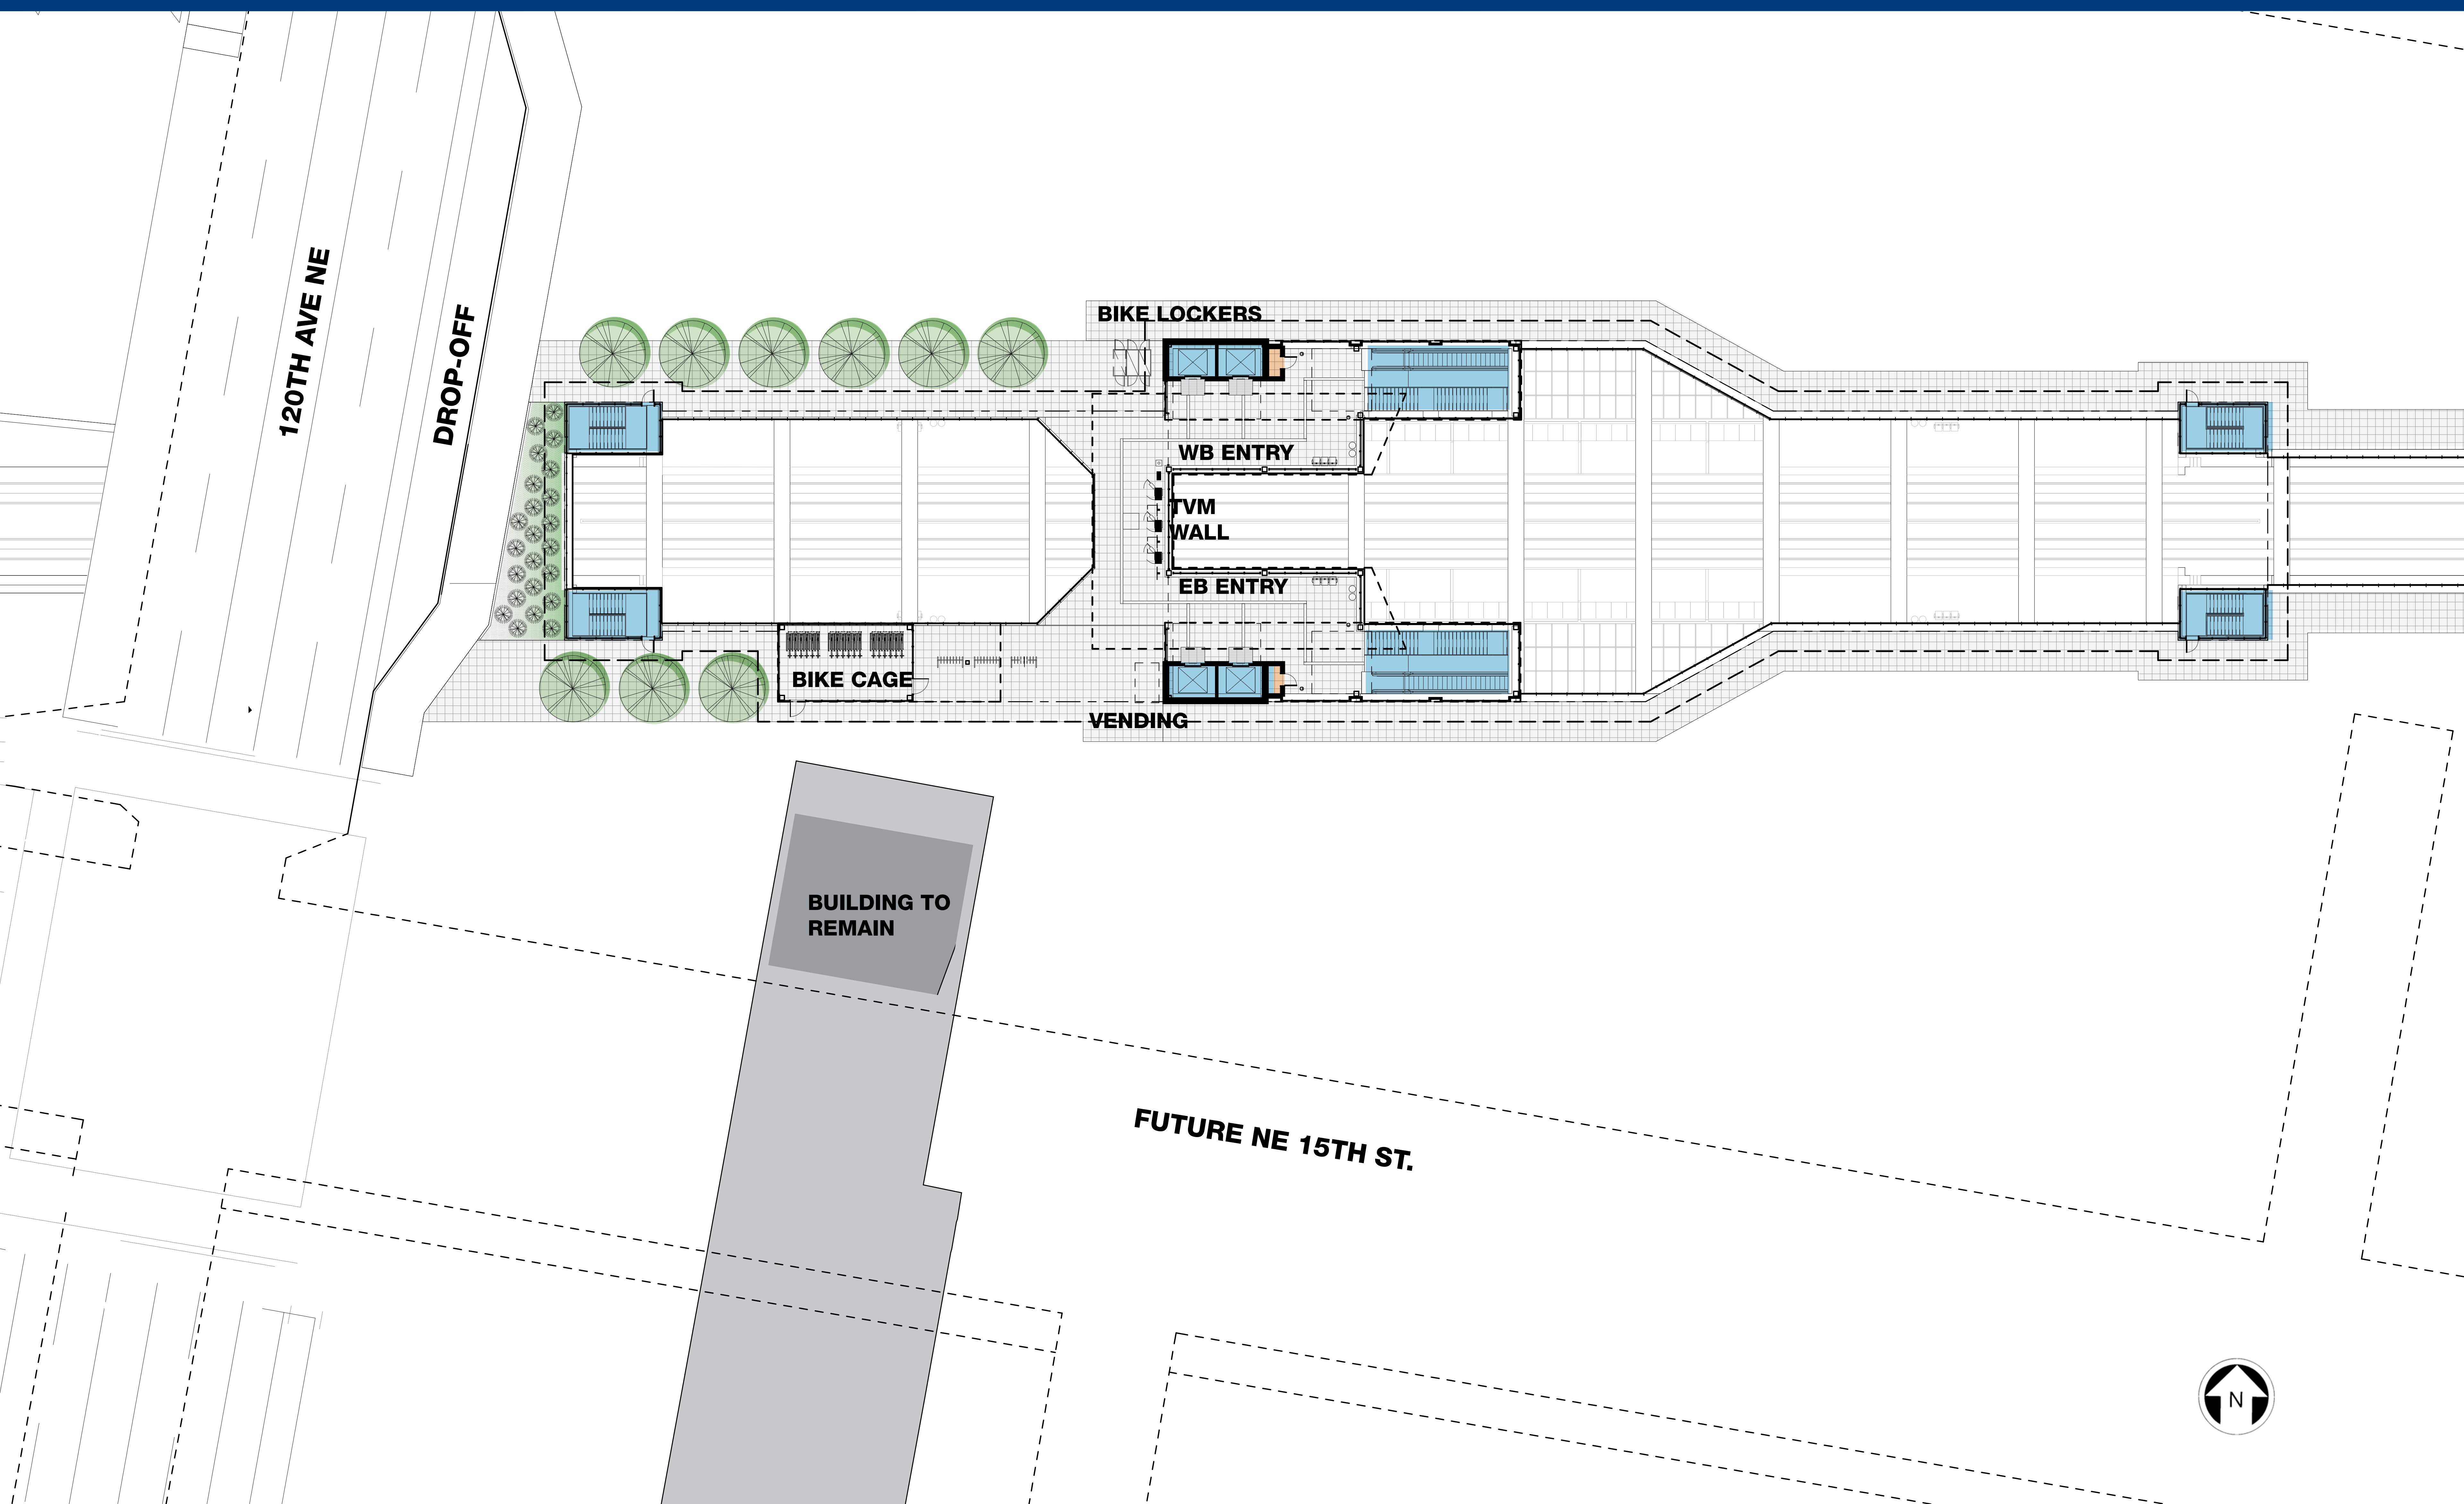 120TH AVE NE
DROP-OFF
BIKE LOCKERS
WB ENTRY
TVM
WALL
EB ENTRY
BIKE CAGE
VENDING
BUILDING TO
REMAIN
FUTURE NE 15TH ST.
N